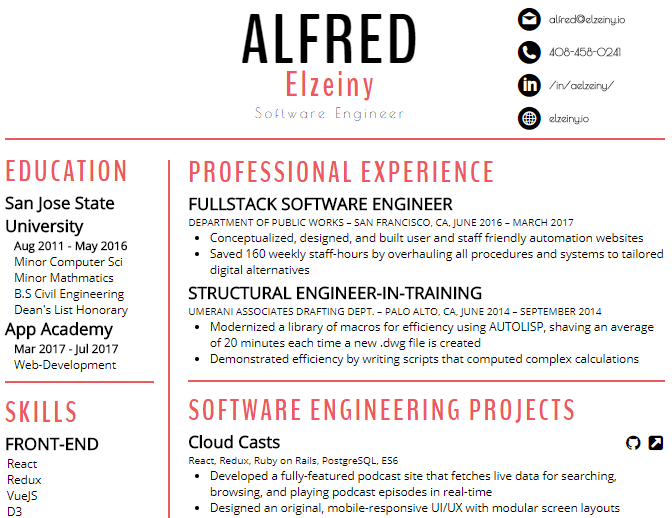 ALFRED
Elzeiny
Software Engineer
alfred@elzeiny.io
408-458-0241
/in/aelzeiny/
elzeiny.io
EDUCATION
San Jose State
University
Aug 2011 - May 2016
Minor Computer Sci
Minor Mathmatics
B.S Civil Engineering
Dean's List Honorary
App Academy
Mar 2017 - Jul 2017
Web-Development
SKILLS
FRONT-END
React
Redux
VueJS
D3
PROFESSIONAL EXPERIENCE
FULLSTACK SOFTWARE ENGINEER
DEPARTMENT OF PUBLIC WORKS – SAN FRANCISCO, CA, JUNE 2016 – MARCH 2017
• Conceptualized, designed, and built user and staff friendly automation websites
• Saved 160 weekly staff-hours by overhauling all procedures and systems to tailored
digital alternatives
STRUCTURAL ENGINEER-IN-TRAINING
UMERANI ASSOCIATES DRAFTING DEPT. – PALO ALTO, CA, JUNE 2014 – SEPTEMBER 2014
• Modernized a library of macros for efficiency using AUTOLISP, shaving an average
of 20 minutes each time a new .dwg file is created
• Demonstrated efficiency by writing scripts that computed complex calculations
SOFTWARE ENGINEERING PROJECTS
Cloud Casts
React, Redux, Ruby on Rails, PostgreSQL, ES6
• Developed a fully-featured podcast site that fetches live data for searching,
browsing, and playing podcast episodes in real-time
• Designed an original, mobile-responsive UI/UX with modular screen layouts